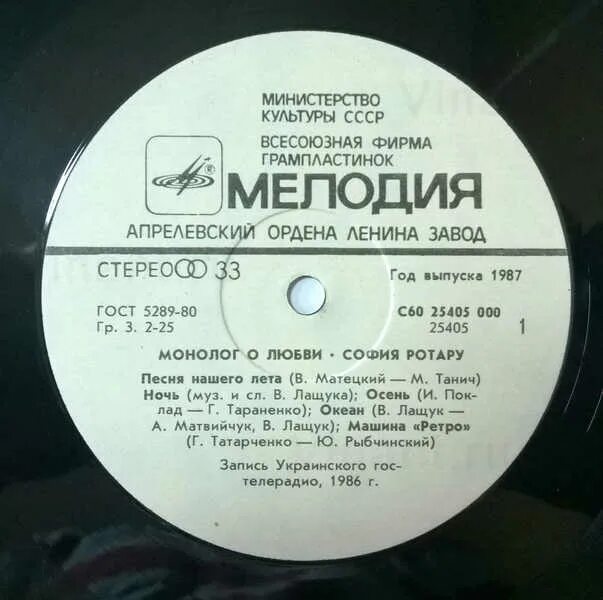 МИНИСТЕРСТВО
КУЛЬТУРЫ СССР
ВСЕСОЮЗНАЯ ФИРМА
ГРАМПЛАСТИНОК
МЕЛОДИЯ
АПРЕЛЕВСКИЙ ОРДЕНА ЛЕНИНА ЗАВОД
СТЕРЕО 33
Год выпуска 1987
ГОСТ 5289-80
С60 25405 000
Гр. 3. 2-25
25405
1
МОНОЛОГ О ЛЮБВИ • СОФИЯ РОТАРУ
Песня нашего лета (В. Матецкий — М. Танич)
Ночь (муз. и сл. В. Лащука); Осень (И. Пок-
лад — Г. Тараненко); Океан (В. Лащук —
А. Матвийчук, В. Лащук); Машина «Ретро»
(Г. Татарченко — Ю. Рыбчинский)
Запись Украинского гос-
телерадио, 1986 г.